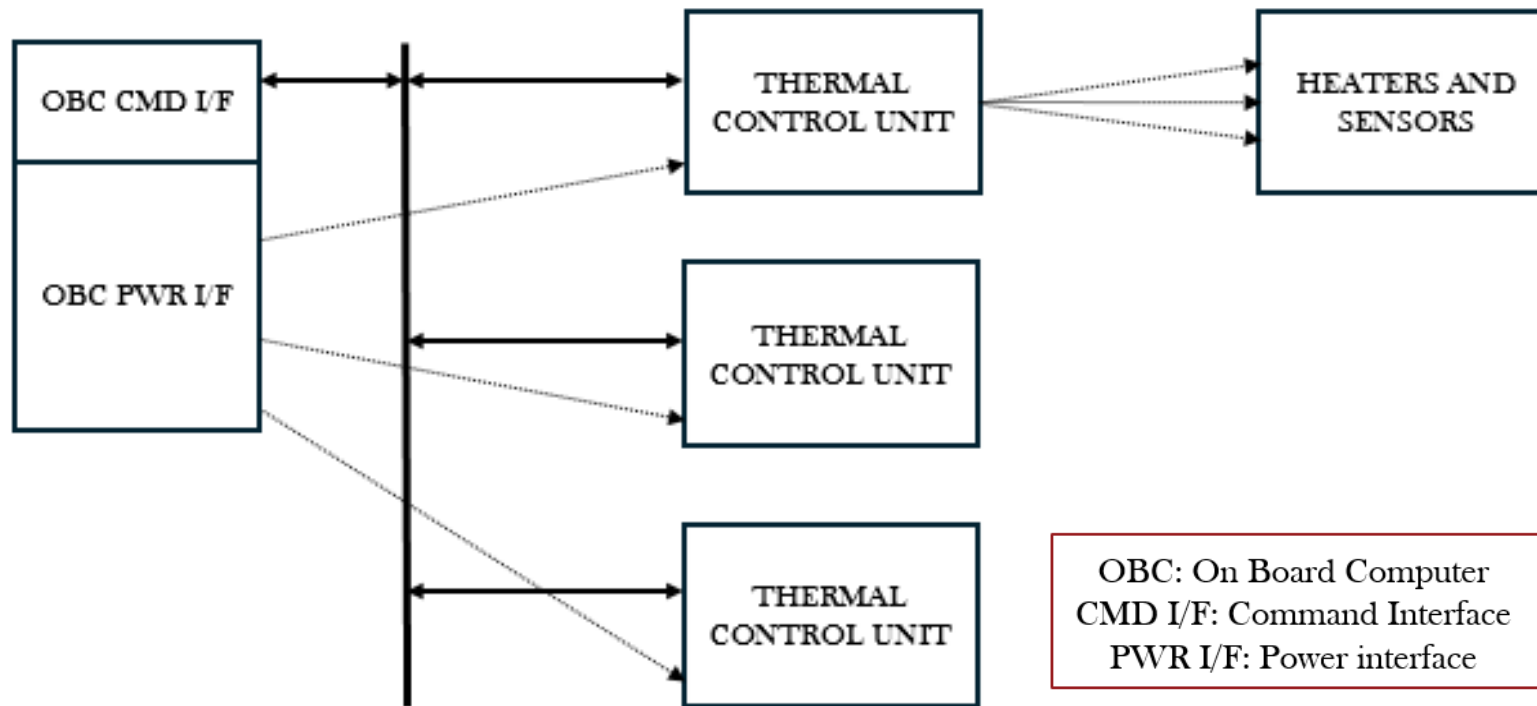 OBC CMD I/F
OBC PWR I/F
THERMAL
CONTROL UNIT
HEATERS AND
SENSORS
THERMAL
CONTROL UNIT
THERMAL
CONTROL UNIT
OBC: On Board Computer
CMD I/F: Command Interface
PWR I/F: Power interface